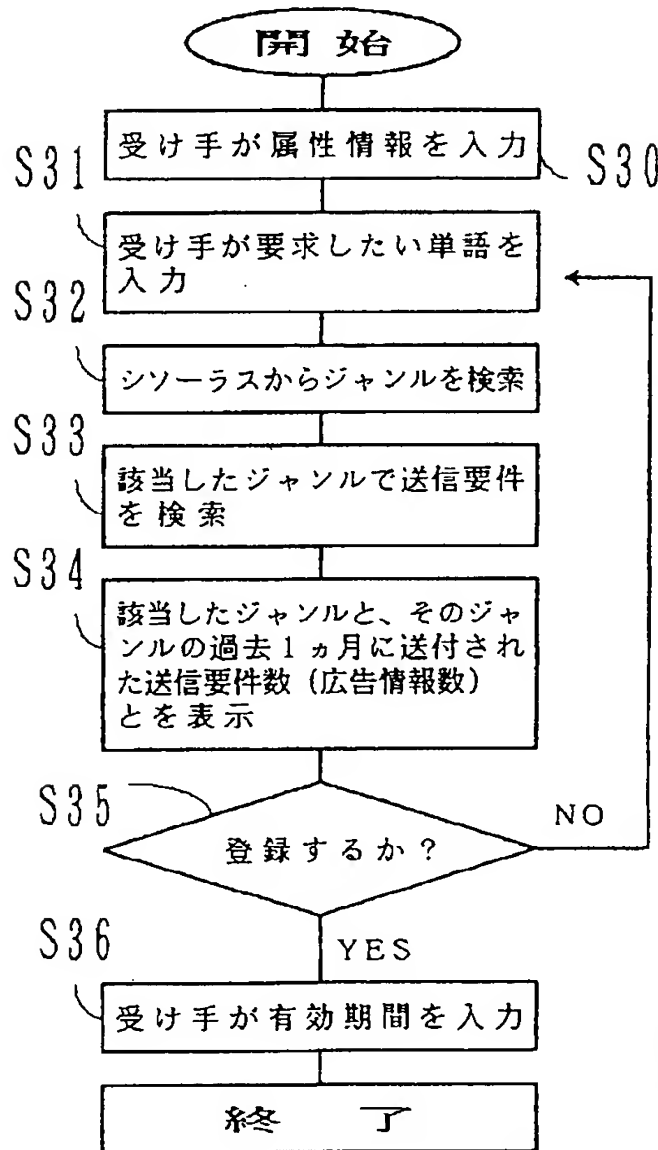 開始
受け手が属性情報を入力
S30
S31
受け手が要求したい単語を
入力
S32
シソーラスからジャンルを検索
S33
該当したジャンルで送信要件
を検索
S34
該当したジャンルと、そのジャ
ンルの過去1ヵ月に送付され
た送信要件数(広告情報数)
とを表示
S35
登録するか?
NO
YES
S36
受け手が有効期間を入力
終了